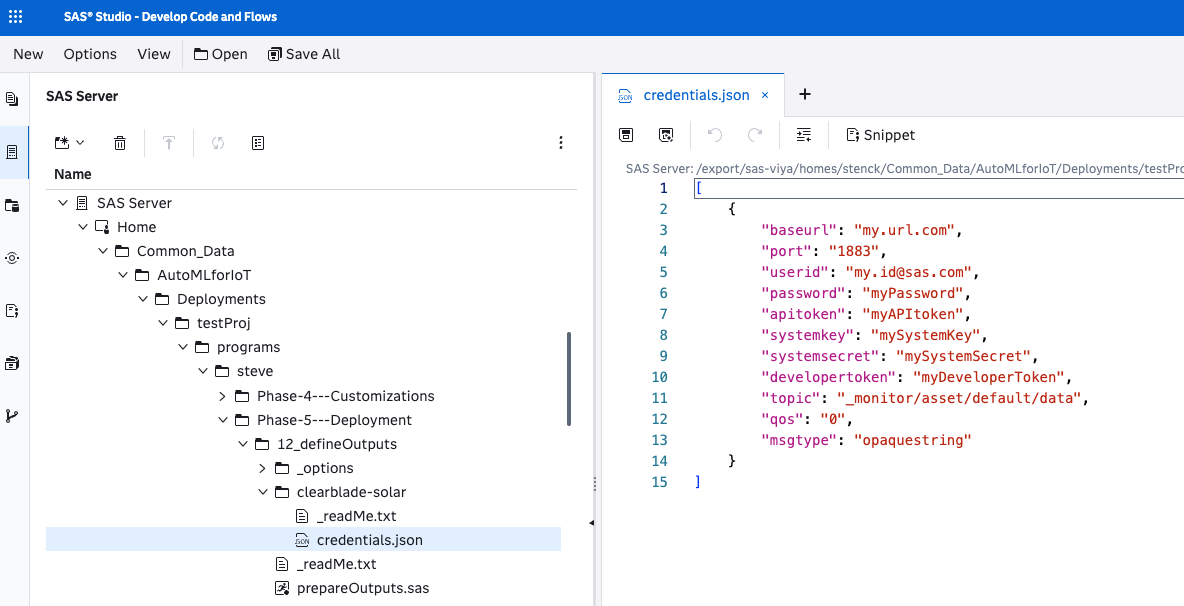 SAS® Studio - Develop Code and Flows
New Options View Open Save All
SAS Server
Name
SAS Server
Home
Common_Data
AutoMLforIoT
Deployments
testProj
programs
steve
Phase-4---Customizations
Phase-5---Deployment
12_defineOutputs
_options
clearblade-solar
_readMe.txt
JSON credentials.json
_readMe.txt
prepareOutputs.sas
JSON credentials.json × +
Snippet
SAS Server: /export/sas-viya/homes/stenck/Common_Data/AutoMLforIoT/Deployments/testPro
1 [
2 {
3 "baseurl": "my.url.com",
4 "port": "1883",
5 "userid": "my.id@sas.com",
6 "password": "myPassword",
7 "apitoken": "myAPItoken",
8 "systemkey": "mySystemKey",
9 "systemsecret": "mySystemSecret",
10 "developertoken": "myDeveloperToken",
11 "topic": "_monitor/asset/default/data",
12 "qos": "0",
13 "msgtype": "opaquestring"
14 }
15 ]